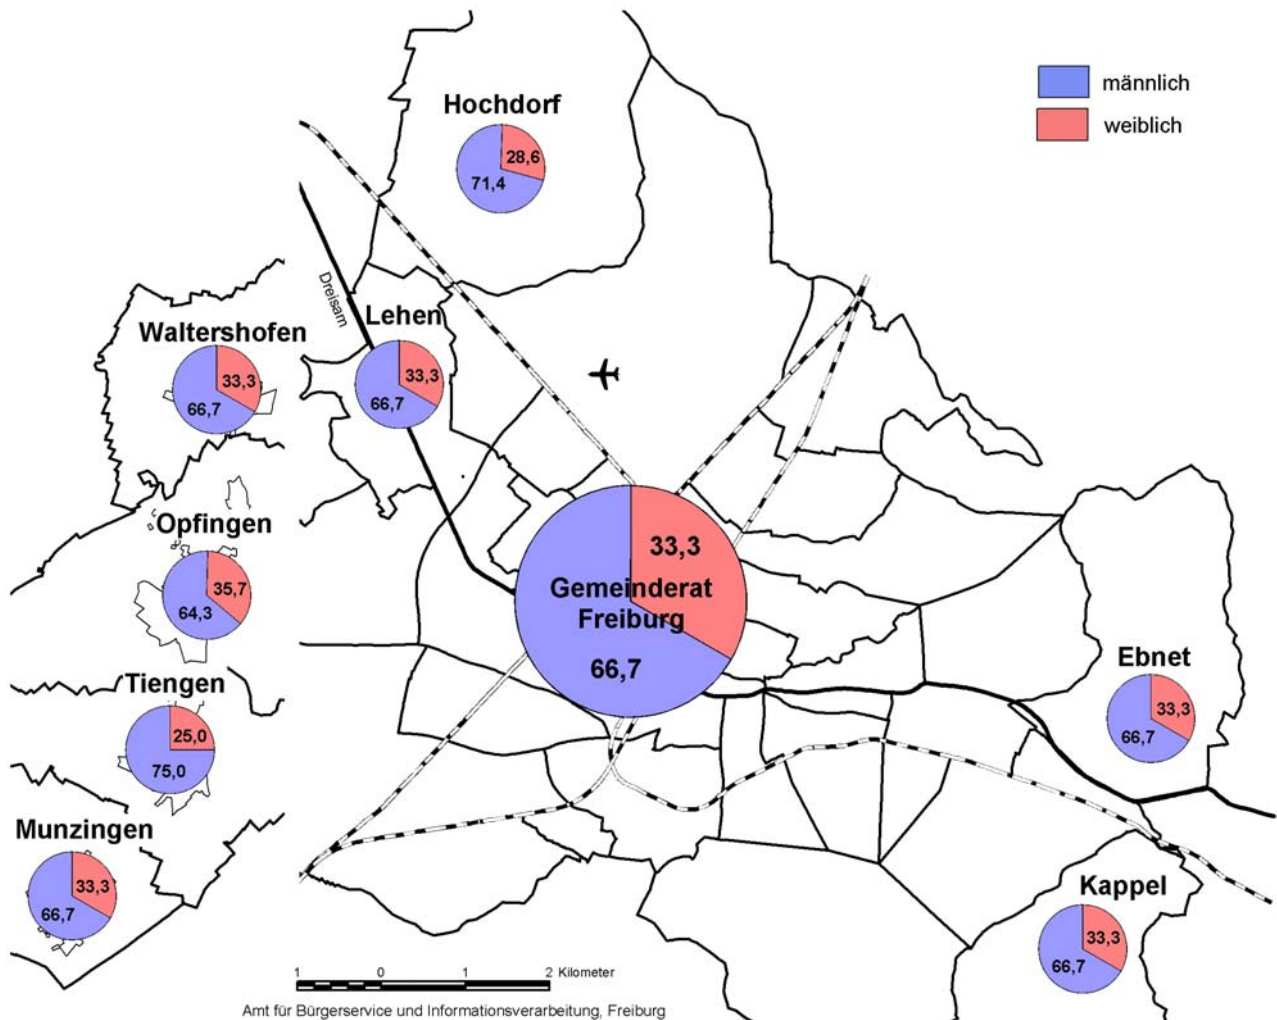 männlich
weiblich
Hochdorf
28,6
71,4
Dreisam
Lehen
33,3
66,7
Waltershofen
33,3
66,7
Opfingen
35,7
64,3
Gemeinderat
Freiburg
33,3
66,7
Tiengen
25,0
75,0
Ebnet
33,3
66,7
Munzingen
33,3
66,7
Kappel
33,3
66,7
1 0 1 2 Kilometer
Amt für Bürgerservice und Informationsverarbeitung, Freiburg